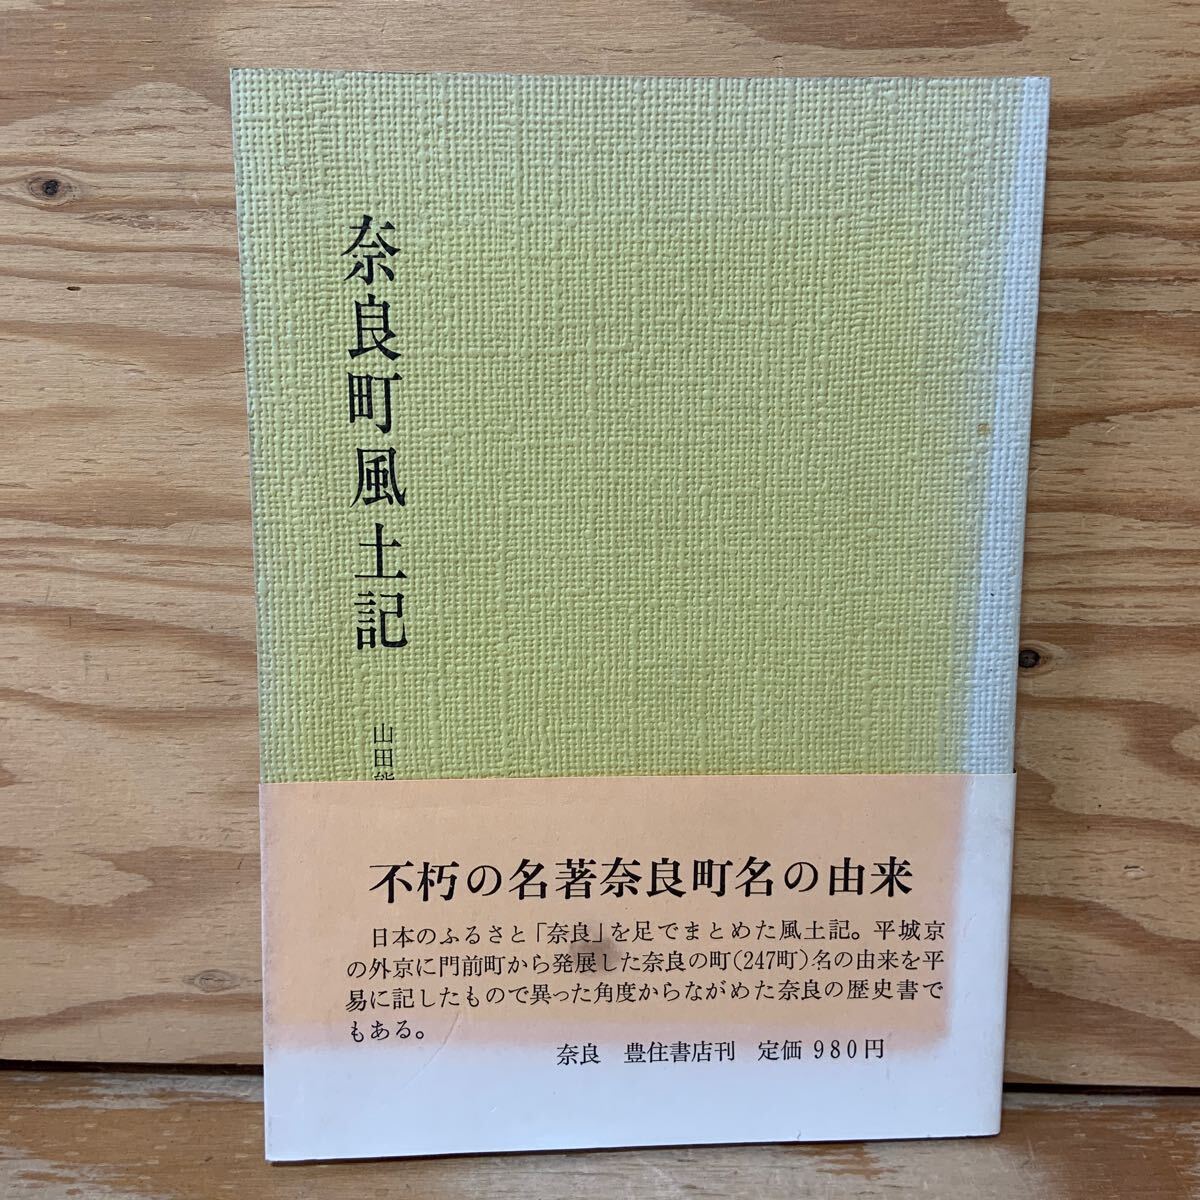 奈良町風土記
山田
不朽の名著奈良町名の由来
日本のふるさと「奈良」を足でまとめた風土記。平城京
の外京に門前町から発展した奈良の町(247町)名の由来を平
易に記したもので異った角度からながめた奈良の歴史書で
もある。
奈良　豊住書店刊　定価 980円